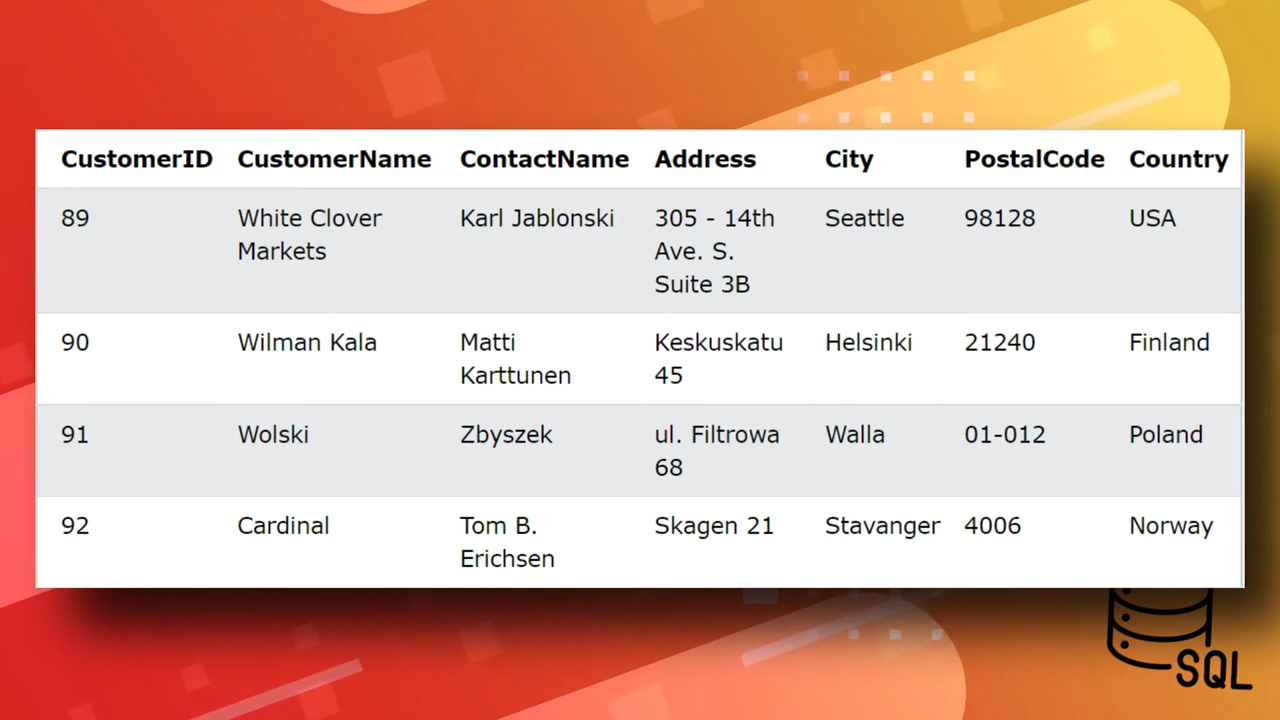 CustomerID CustomerName ContactName Address City PostalCode Country
89 White Clover Karl Jablonski 305 - 14th Seattle 98128 USA
Markets Ave. S.
Suite 3B
90 Wilman Kala Matti Keskuskatu Helsinki 21240 Finland
Karttunen 45
91 Wolski Zbyszek ul. Filtrowa Walla 01-012 Poland
68
92 Cardinal Tom B. Skagen 21 Stavanger 4006 Norway
Erichsen
SQL